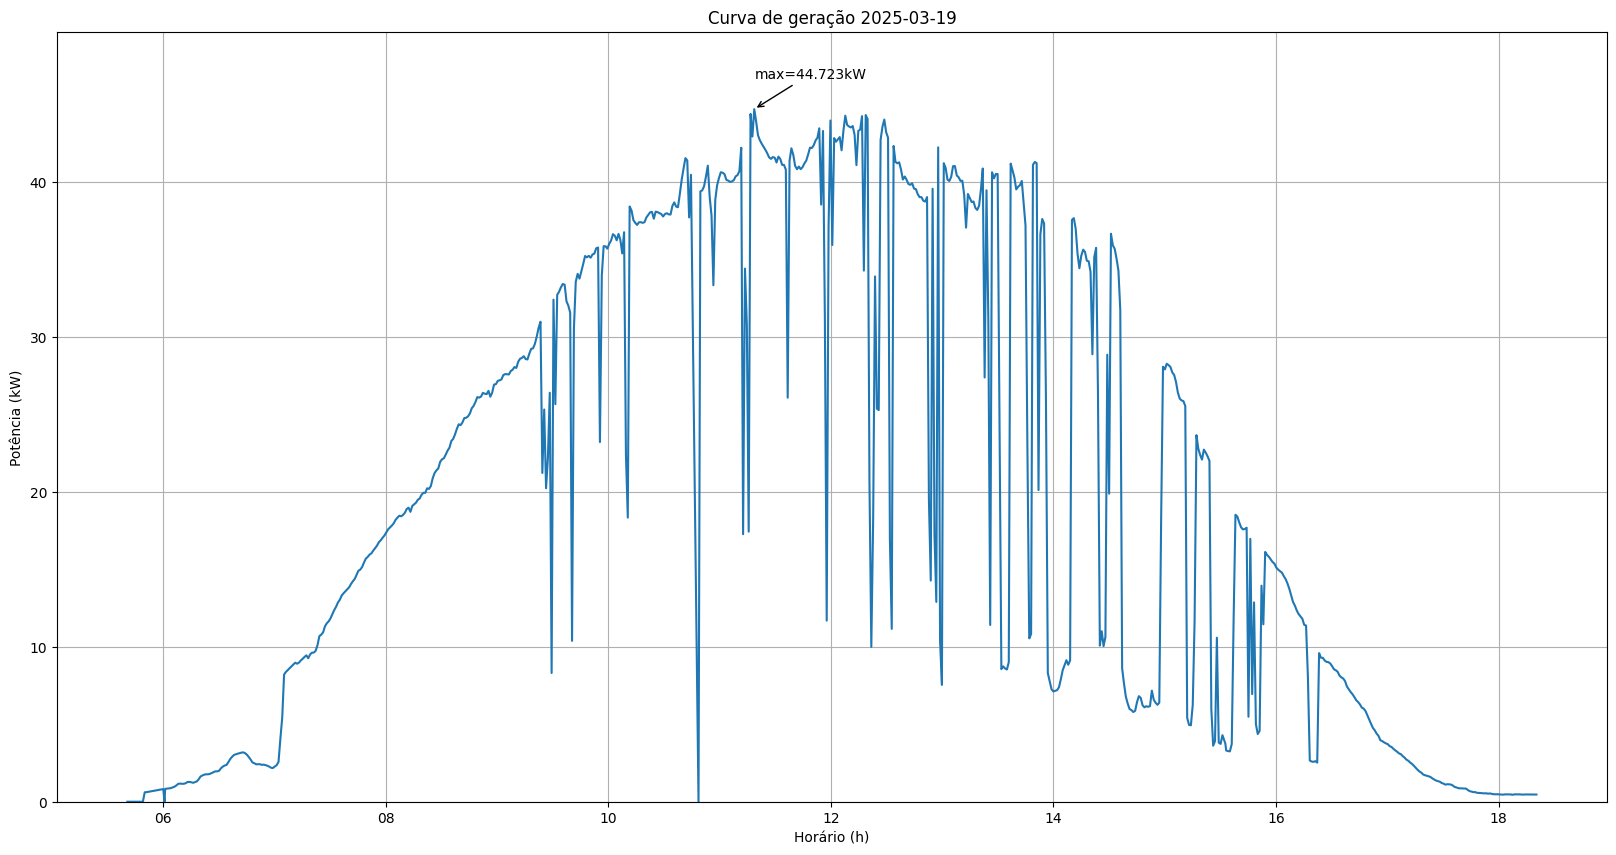 Curva de geração 2025-03-19
max=44.723kW
Potência (kW)
40
30
20
10
0
06 08 10 12 14 16 18
Horário (h)